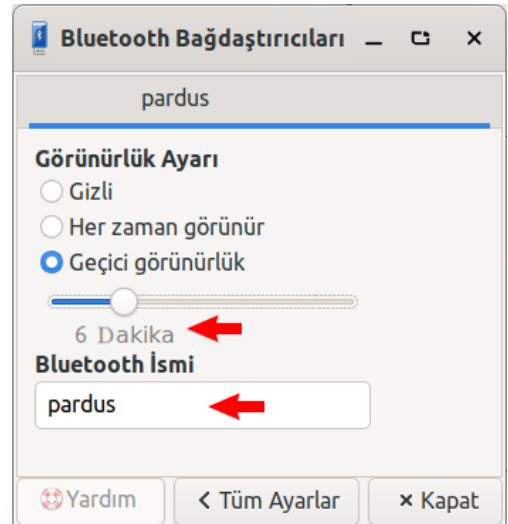 Bluetooth Bağdaştırıcıları
pardus
Görünürlük Ayarı
Gizli
Her zaman görünür
Geçici görünürlük
6 Dakika
Bluetooth İsmi
pardus
Yardım < Tüm Ayarlar × Kapat